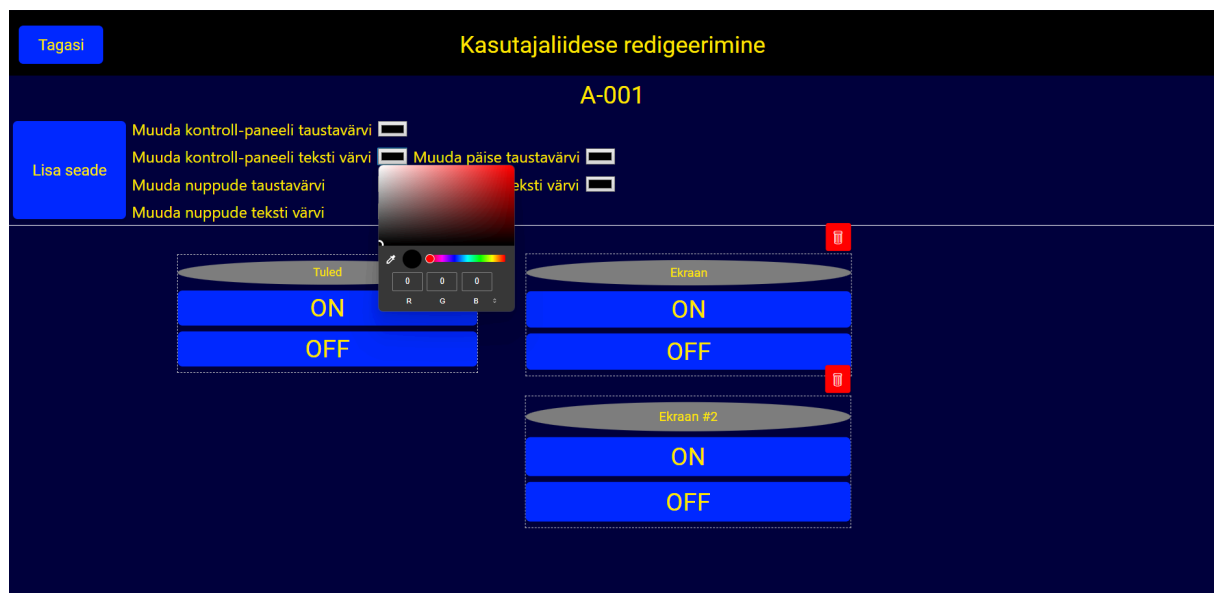 Tagasi
Kasutajaliidese redigeerimine
A-001
Lisa seade
Muuda kontroll-paneeli taustavärvi
Muuda kontroll-paneeli teksti värvi Muuda päise taustavärvi
Muuda nuppude taustavärvi teksti värvi
Muuda nuppude teksti värvi
0 0 0
R G B
Tuled
ON
OFF
Ekraan
ON
OFF
Ekraan #2
ON
OFF